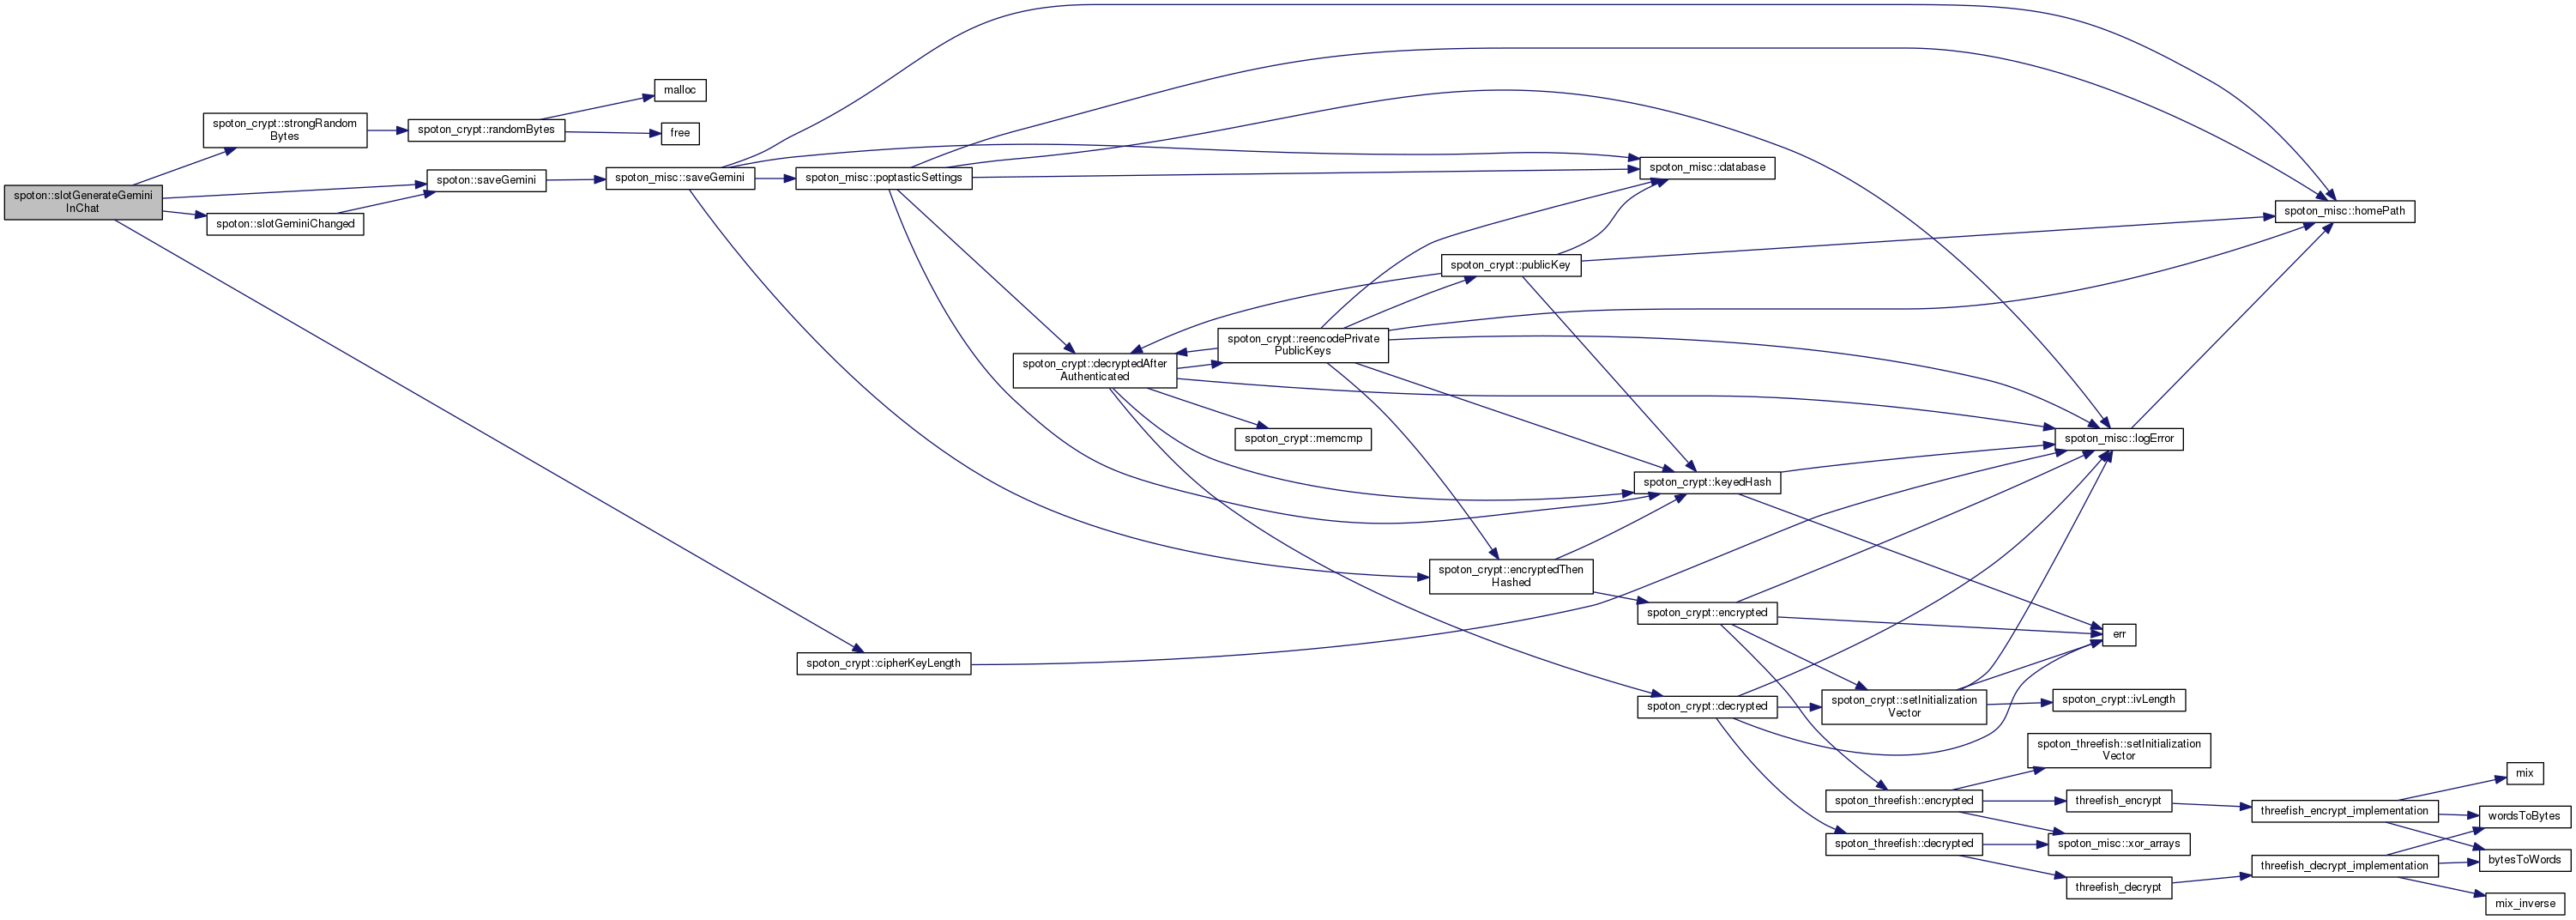 spoton::slotGenerateGemini
InChat
spoton_crypt::strongRandom
Bytes
spoton::slotGeminiChanged
spoton_crypt::randomBytes
spoton::saveGemini
malloc
free
spoton_misc::saveGemini
spoton_misc::poptasticSettings
spoton_crypt::cipherKeyLength
spoton_crypt::decryptedAfter
Authenticated
spoton_crypt::reencodePrivate
PublicKeys
spoton_crypt::memcmp
spoton_crypt::publicKey
spoton_crypt::encryptedThen
Hashed
spoton_misc::database
spoton_crypt::keyedHash
spoton_crypt::encrypted
spoton_crypt::decrypted
spoton_crypt::setInitialization
Vector
spoton_threefish::encrypted
spoton_threefish::decrypted
spoton_misc::homePath
spoton_misc::logError
err
spoton_crypt::ivLength
spoton_threefish::setInitialization
Vector
threefish_encrypt
spoton_misc::xor_arrays
threefish_decrypt
threefish_encrypt_implementation
threefish_decrypt_implementation
mix
wordsToBytes
bytesToWords
mix_inverse